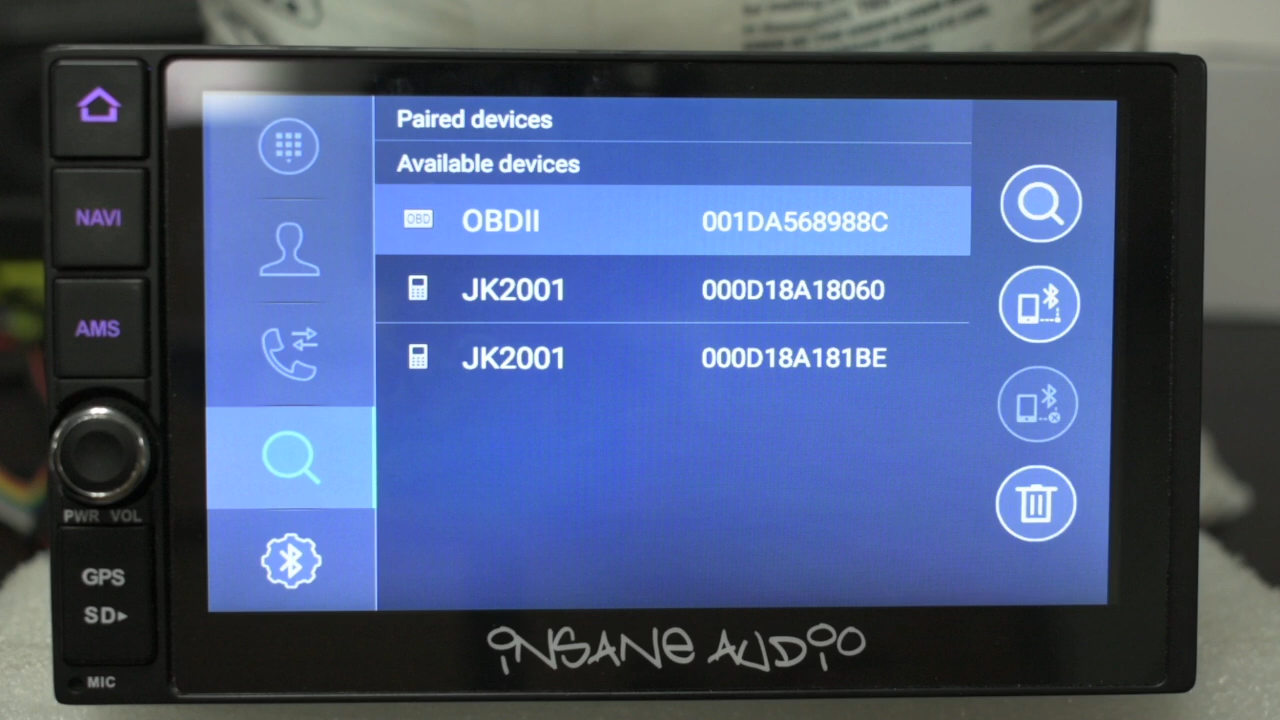 NAVI
AMS
PWR VOL
GPS
SD
MIC
Paired devices
Available devices
OBD OBDII 001DA568988C
JK2001 000D18A18060
JK2001 000D18A181BE
iNSANE AUDiO